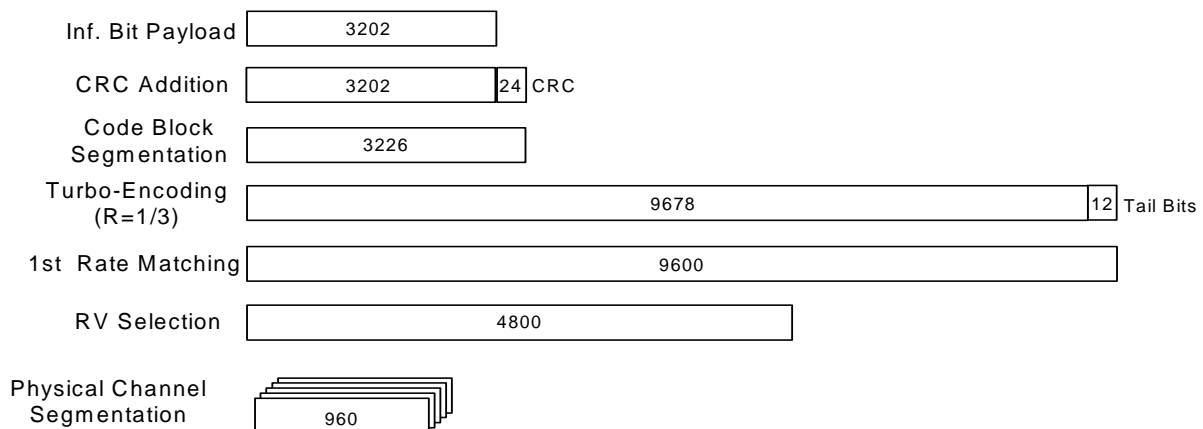 Inf. Bit Payload 3202
CRC Addition 3202 24 CRC
Code Block
Segmentation 3226
Turbo-Encoding
(R=1/3) 9678 12 Tail Bits
1st Rate Matching 9600
RV Selection 4800
Physical Channel
Segmentation 960